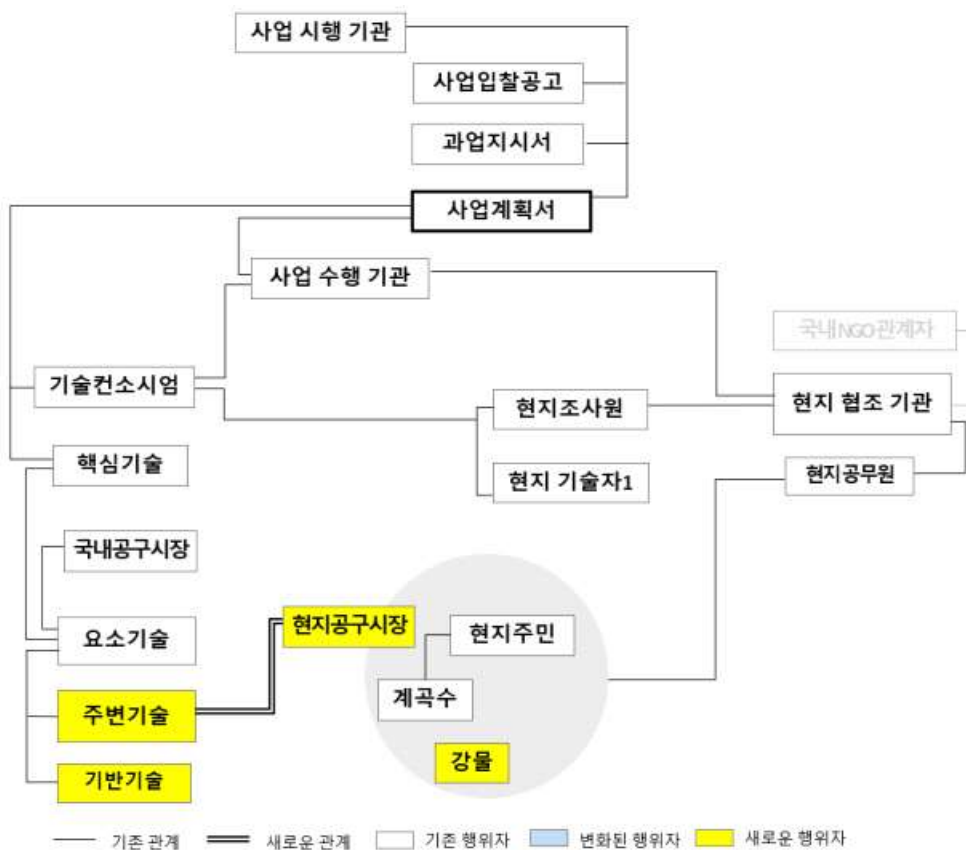 사업 시행 기관
사업입찰공고
과업지시서
사업계획서
사업 수행 기관
국내NGO관계자
기술컨소시엄
현지조사원
현지 협조 기관
핵심기술
현지 기술자1
현지공무원
국내공구시장
현지공구시장
요소기술
현지주민
계곡수
주변기술
강물
기반기술
기존 관계
새로운 관계
기존 행위자
변화된 행위자
새로운 행위자